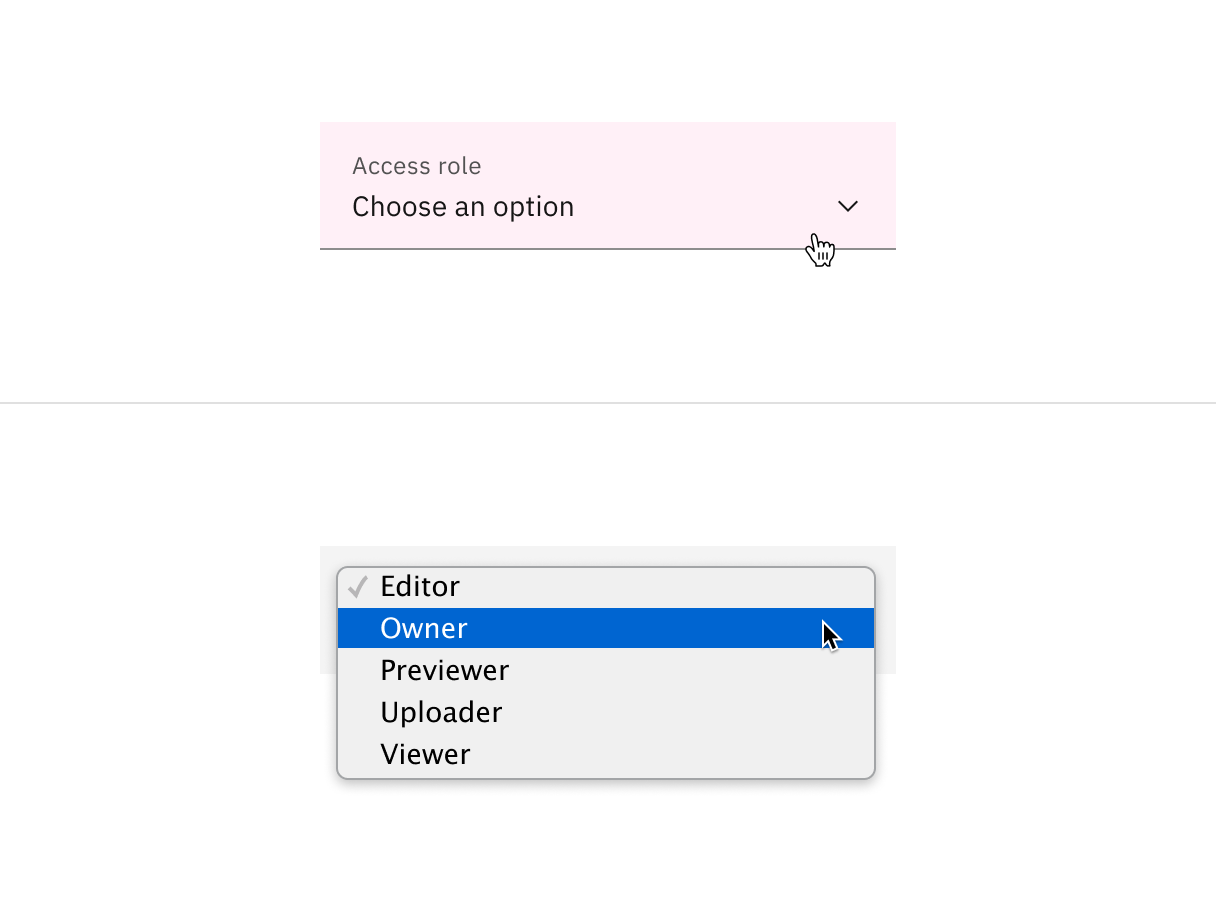 Access role
Choose an option
Editor
Owner
Previewer
Uploader
Viewer